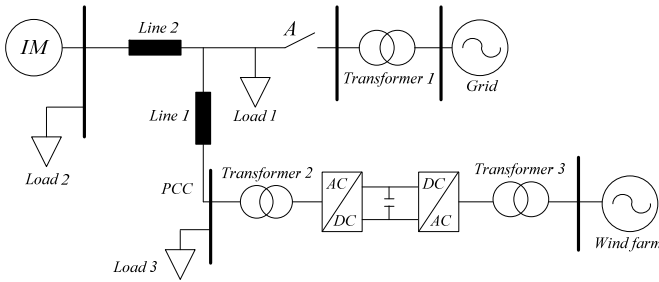 Line 2
A
IM
Transformer 1
Grid
Line 1
Load 1
Load 2
PCC
Transformer 2
AC
DC
DC
AC
Transformer 3
Wind farm
Load 3